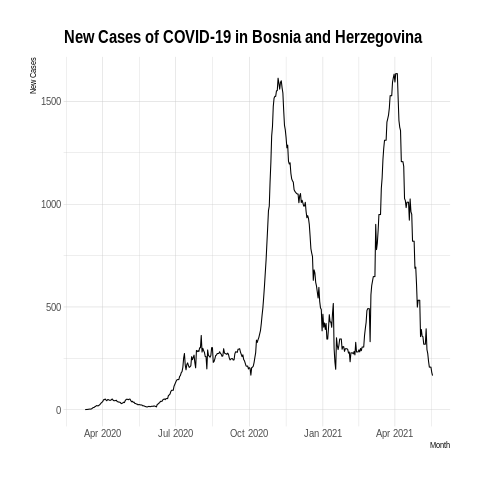 New Cases of COVID-19 in Bosnia and Herzegovina
New Cases
1500
1000
500
0
Apr 2020
Jul 2020
Oct 2020
Jan 2021
Apr 2021
Month